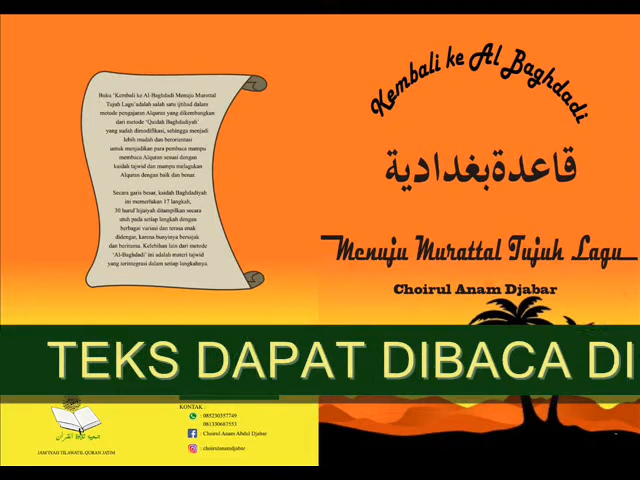 Buku 'Kembali ke Al-Baghdadi Menuju Murottal
Tujuh Lagu'adalah salah satu ijtihad dalam
metode pengajaran Alquran yang dikembangkan
dari metode 'Qaidah Baghdadiyah'
yang sudah dimodifikasi, sehingga menjadi
lebih mudah dan berorientasi
untuk menjadikan para pembaca mampu
membaca Alquran sesuai dengan
kaidah tajwid dan mampu melagukan
Alquran dengan baik dan benar.
Secara garis besar, kaidah Baghdadiyah
ini memerlukan 17 langkah,
30 huruf hijaiyah ditampilkan secara
utuh pada setiap langkah dengan
berbagai variasi dan terasa enak
didengar, karena bunyinya bersajak
dan berirama. Kelebihan lain dari metode
'Al-Baghdadi' ini adalah materi tajwid
yang terintegrasi dalam setiap langkahnya.
Kembali ke Al Baghdadi
قاعدةبغدادية
Menuju Murattal Tujuh Lagu
Choirul Anam Djabar
TEKS DAPAT DIBACA DI
JAM'IYAH TILAWATIL QURAN JATIM
KONTAK :
: 085230357749
081330687553
: Choirul Anam Abdul Djabar
: choirulanamdjabar